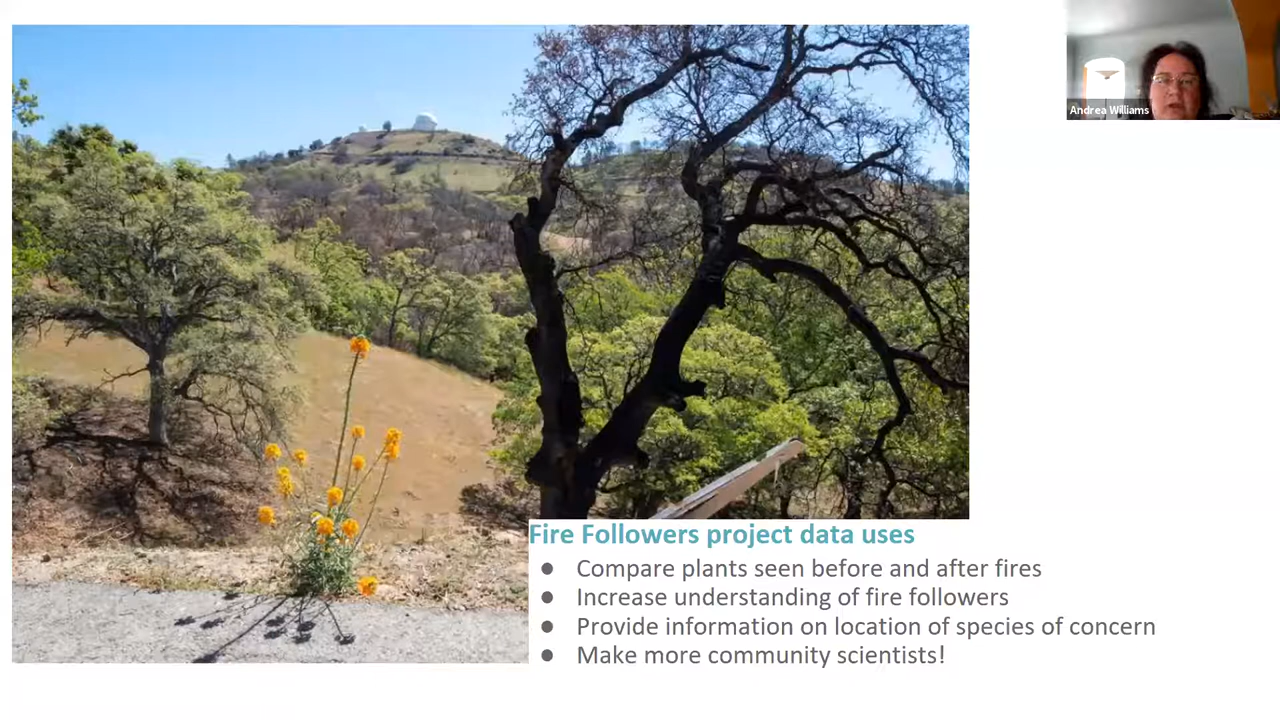 Andrea Williams
Fire Followers project data uses
● Compare plants seen before and after fires
● Increase understanding of fire followers
● Provide information on location of species of concern
● Make more community scientists!